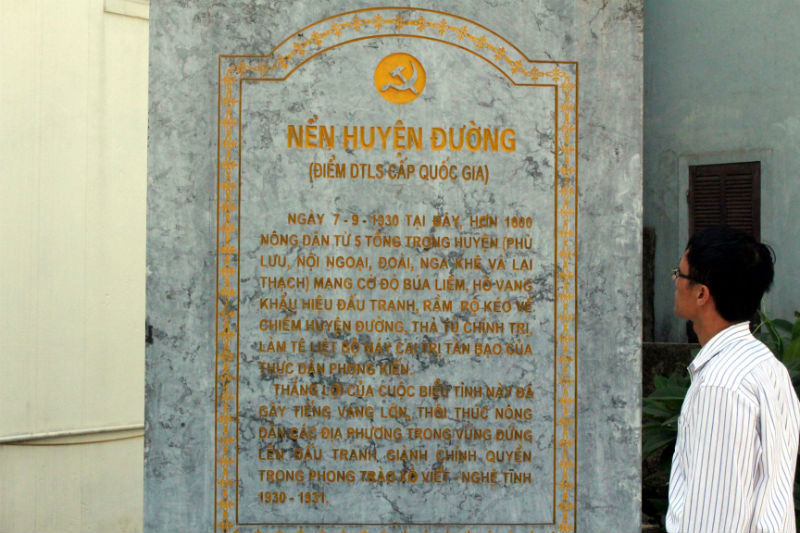 NỀN HUYỆN ĐƯỜNG
(ĐIỂM DTLS CẤP QUỐC GIA)
NGÀY 7 - 9 - 1930 TẠI ĐÂY, HƠN 1000
NÔNG DÂN TỪ 5 TỔNG TRONG HUYỆN (PHÙ
LƯU, NỘI NGOẠI, ĐOÀI, NGA KHÊ VÀ LAI
THẠCH) MANG CỜ ĐỎ BÚA LIỀM, HÔ VANG
KHẨU HIỆU ĐẤU TRANH, RẦM RỘ KÉO VỀ
CHIẾM HUYỆN ĐƯỜNG, THẢ TÙ CHÍNH TRỊ,
LÀM TÊ LIỆT BỘ MÁY CAI TRỊ TÀN BẠO CỦA
THỰC DÂN PHONG KIẾN.
THẮNG LỢI CỦA CUỘC BIỂU TÌNH NÀY ĐÃ
GÂY TIẾNG VANG LỚN, THÔI THÚC NÔNG
DÂN CÁC ĐỊA PHƯƠNG TRONG VÙNG ĐỨNG
LÊN ĐẤU TRANH GIÀNH CHÍNH QUYỀN
TRONG PHONG TRÀO XÔ VIẾT - NGHỆ TĨNH
1930 - 1931.